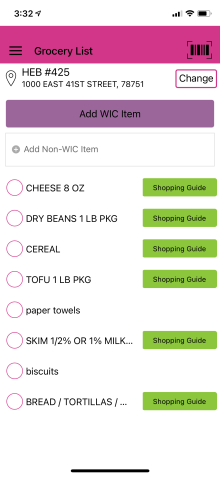 3:32
Grocery List
HEB #425
1000 EAST 41ST STREET, 78751
Change
Add WIC Item
Add Non-WIC Item
CHEESE 8 OZ
Shopping Guide
DRY BEANS 1 LB PKG
Shopping Guide
CEREAL
Shopping Guide
TOFU 1 LB PKG
Shopping Guide
paper towels
SKIM 1/2% OR 1% MILK...
Shopping Guide
biscuits
BREAD / TORTILLAS / ...
Shopping Guide